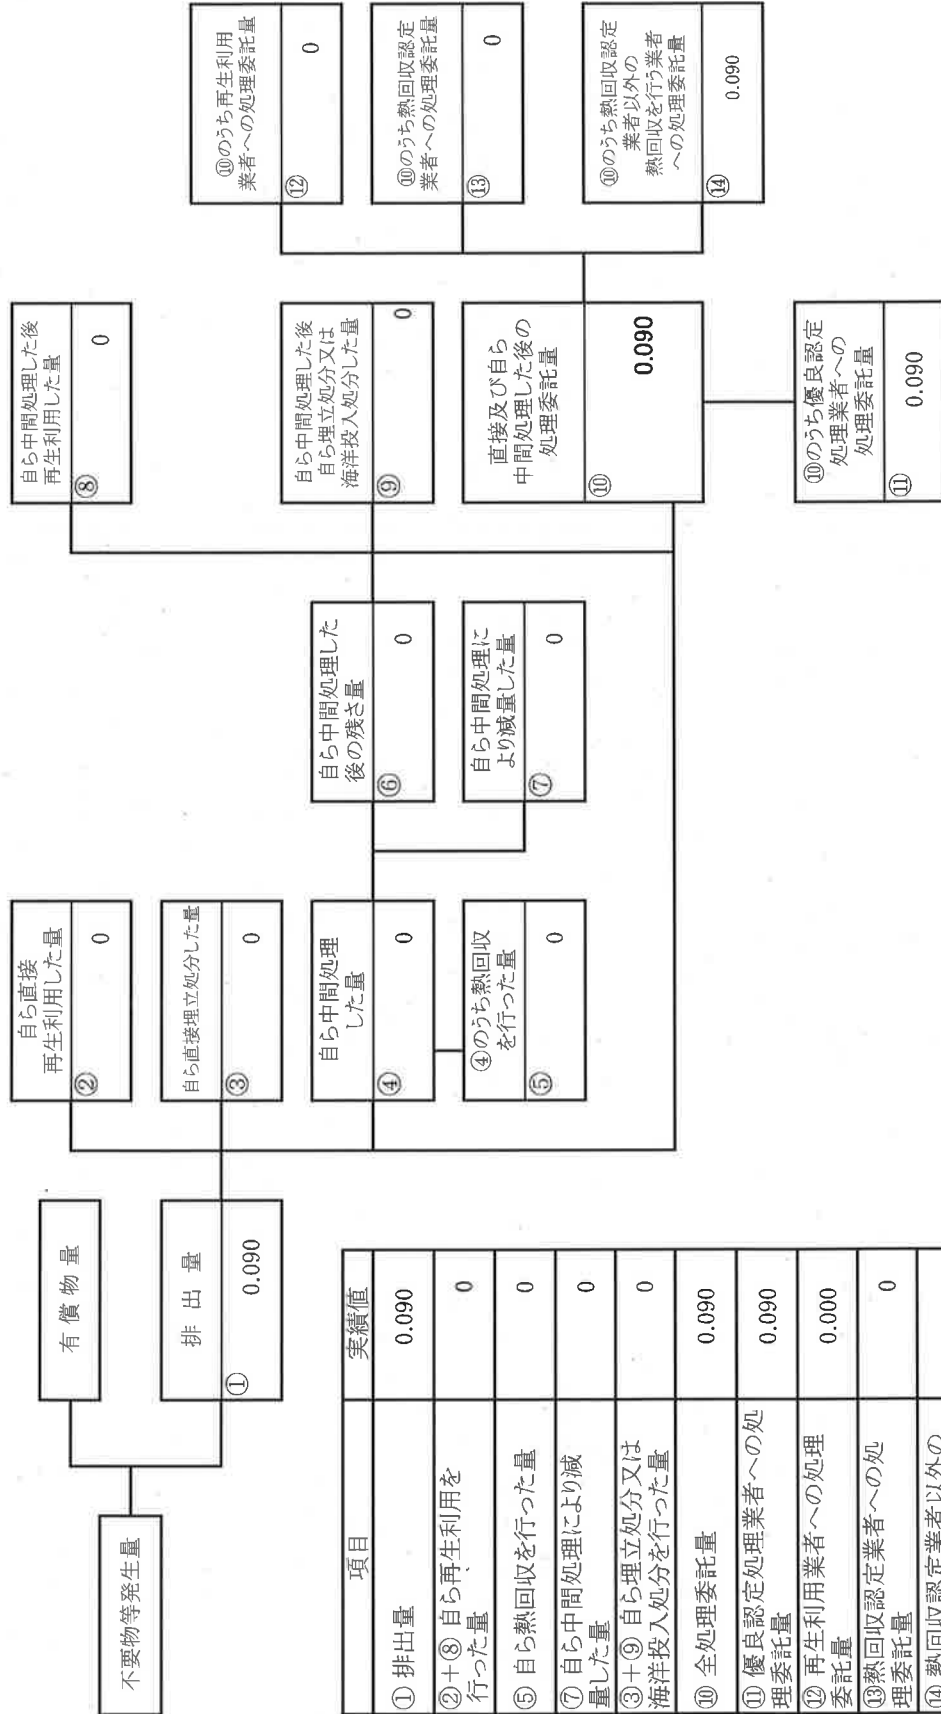 不要物等発生量
有 償 物 量
排 出 量
①
0.090
自ら直接
再生利用した量
②
0
自ら直接埋立処分した量
③
0
自ら中間処理
した量
④
0
④のうち熱回収
を行った量
⑤
0
自ら中間処理した
後の残さ量
⑥
0
自ら中間処理に
より減量した量
⑦
0
自ら中間処理した後
再生利用した量
⑧
0
自ら中間処理した後
自ら埋立処分又は
海洋投入処分した量
⑨
0
直接及び自ら
中間処理した後の
処理委託量
⑩
0.090
⑩のうち優良認定
処理業者への
処理委託量
⑪
0.090
⑩のうち再生利用
業者への処理委託量
⑫
0
⑩のうち熱回収認定
業者への処理委託量
⑬
0
⑩のうち熱回収認定
業者以外の
熱回収を行う業者
への処理委託量
⑭
0.090
項目 実績値
① 排出量 0.090
②＋⑧ 自ら再生利用を
行った量 0
⑤ 自ら熱回収を行った量 0
⑦ 自ら中間処理により減
量した量 0
③＋⑨ 自ら埋立処分又は
海洋投入処分を行った量 0
⑩ 全処理委託量 0.090
⑪ 優良認定処理業者への処
理委託量 0.090
⑫ 再生利用業者への処理
委託量 0.000
⑬熱回収認定業者への処
理委託量 0
⑭ 熱回収認定業者以外の